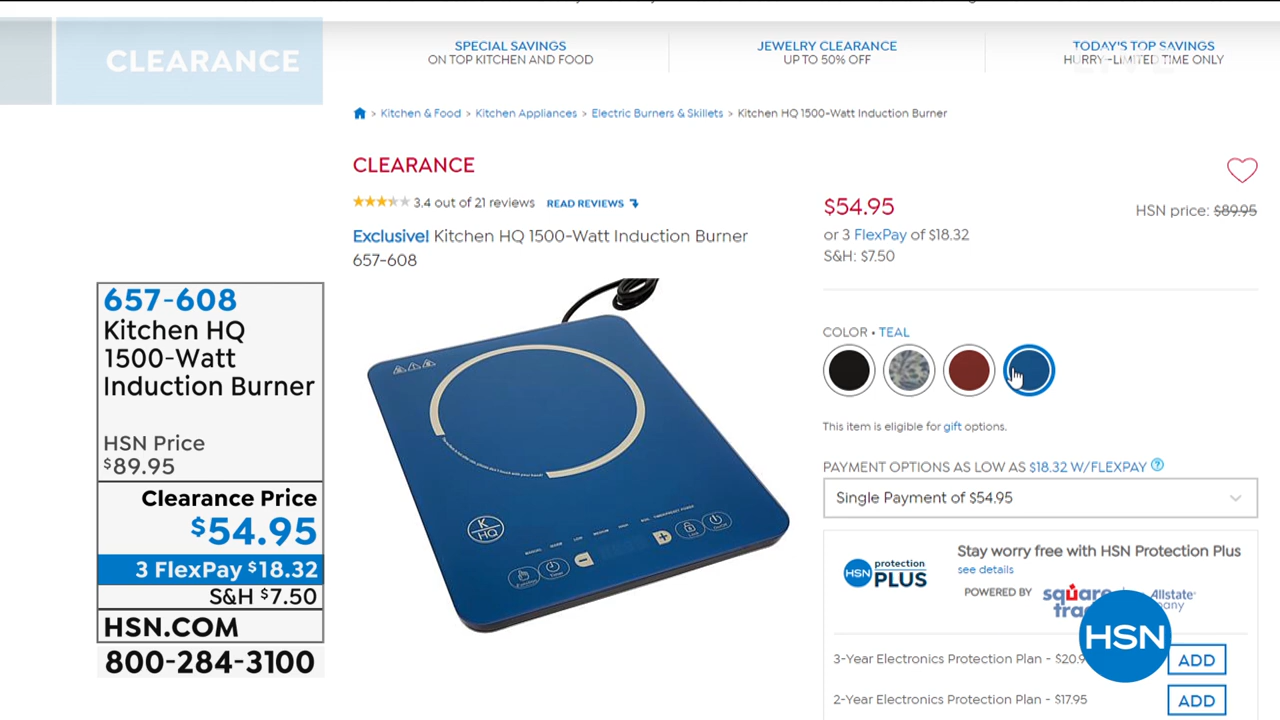 CLEARANCE
SPECIAL SAVINGS
ON TOP KITCHEN AND FOOD
JEWELRY CLEARANCE
UP TO 50% OFF
TODAY'S TOP SAVINGS
HURRY-LIMITED TIME ONLY
Kitchen & Food > Kitchen Appliances > Electric Burners & Skillets > Kitchen HQ 1500-Watt Induction Burner
CLEARANCE
3.4 out of 21 reviews READ REVIEWS
Exclusive! Kitchen HQ 1500-Watt Induction Burner
657-608
$54.95
HSN price: $89.95
or 3 FlexPay of $18.32
S&H: $7.50
COLOR • TEAL
This item is eligible for gift options.
PAYMENT OPTIONS AS LOW AS $18.32 W/FLEXPAY ?
Single Payment of $54.95
HSN protection PLUS
Stay worry free with HSN Protection Plus
see details
POWERED BY square
Allstate
3-Year Electronics Protection Plan - $20.9
ADD
2-Year Electronics Protection Plan - $17.95
ADD
HSN
657-608
Kitchen HQ
1500-Watt
Induction Burner
HSN Price
$89.95
Clearance Price
$54.95
3 FlexPay $18.32
S&H $7.50
HSN.COM
800-284-3100
K
HQ